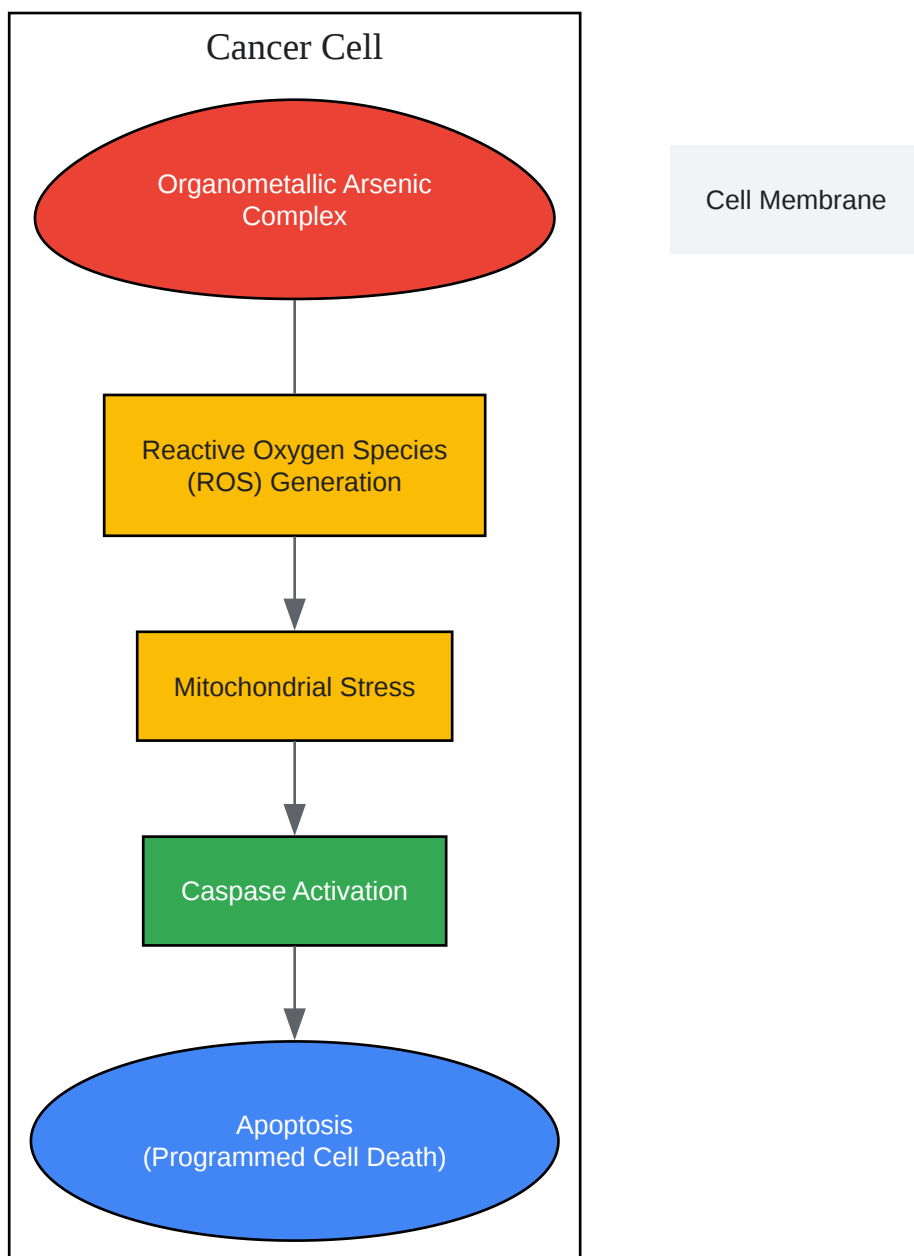 Cancer Cell
Organometallic Arsenic
Complex
Cell Membrane
Reactive Oxygen Species
(ROS) Generation
Mitochondrial Stress
Caspase Activation
Apoptosis
(Programmed Cell Death)